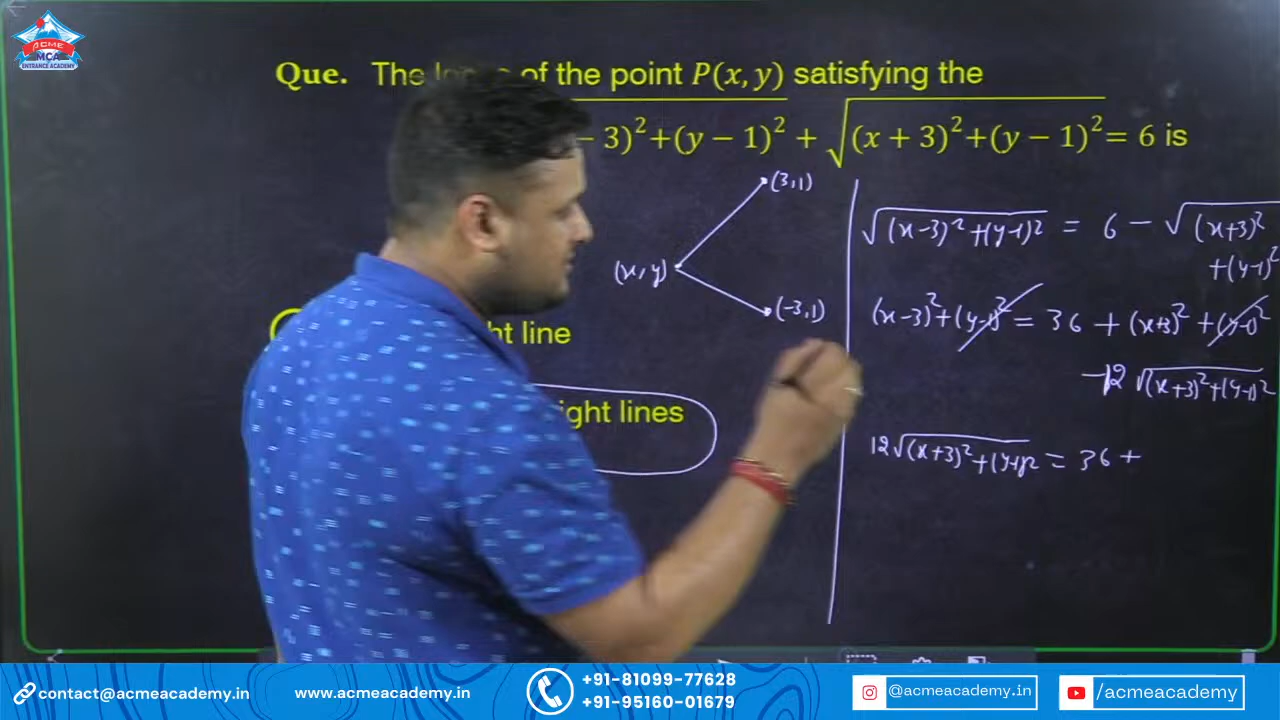 ACME
MCA
ENTRANCE ACADEMY
Que. The of the point P(x, y) satisfying the
− 3)²+(y − 1)² + √(x + 3)²+(y − 1)² = 6 is
(3,1)
(x, y)
(-3,1)
ht line
ight lines
√(x-3)²+(y-1)² = 6 - √(x+3)²
+(y-1)²
(x-3)²+(y-1)² = 36 + (x+3)² + (y-1)²
-12 √(x+3)²+(y-1)²
12√(x+3)²+(y-1)² = 36 +
contact@acmeacademy.in
www.acmeacademy.in
+91-81099-77628
+91-95160-01679
@acmeacademy.in
/acmeacademy